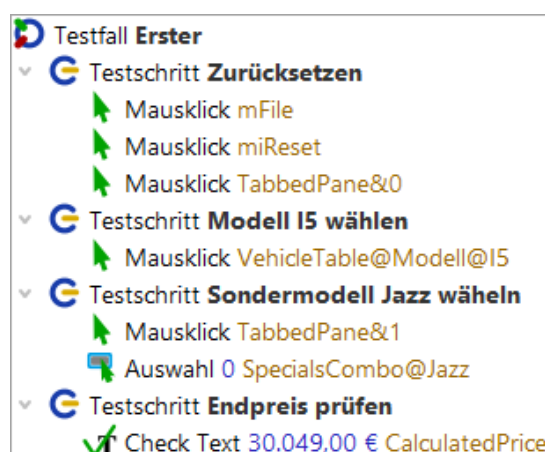 Testfall Erster
Testschritt Zurücksetzen
Mausklick mFile
Mausklick miReset
Mausklick TabbedPane&0
Testschritt Modell I5 wählen
Mausklick VehicleTable@Modell@I5
Testschritt Sondermodell Jazz wäheln
Mausklick TabbedPane&1
Auswahl 0 SpecialsCombo@Jazz
Testschritt Endpreis prüfen
Check Text 30.049,00 € CalculatedPrice